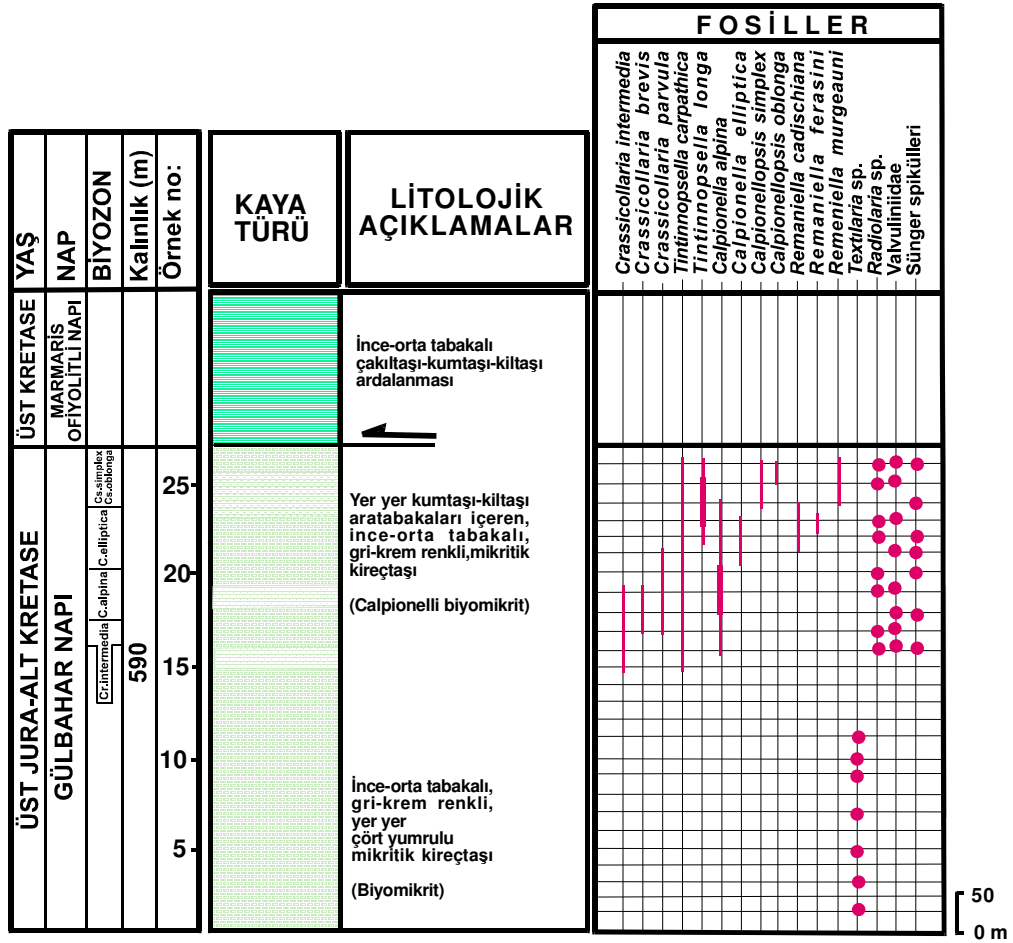 FOSİLLER
Crassicollaria intermedia
Crassicollaria brevis
Crassicollaria parvula
Tintinnopsella carpathica
Tintinnopsella longa
Calpionella alpina
Calpionella elliptica
Calpionellopsis simplex
Calpionellopsis oblonga
Remaniella cadischiana
Remaniella ferasini
Remeniella murgeauni
Textilaria sp.
Radiolaria sp.
Valvuliniidae
Sünger spikülleri
YAŞ
NAP
BİYOZON
Kalınlılk (m)
Örnek no:
KAYA
TÜRÜ
LİTOLOJİK
AÇIKLAMALAR
ÜST KRETASE
MARMARİS
OFİYOLİTLİ NAPI
İnce-orta tabakalı
çakıltaşı-kumtaşı-kiltaşı
ardalanması
ÜST JURA-ALT KRETASE
GÜLBAHAR NAPI
Cs.simplex
Cs.oblonga
C.elliptica
C.alpina
Cr.intermedia
590
25
20
15
10
5
Yer yer kumtaşı-kiltaşı
aratabakaları içeren,
ince-orta tabakalı,
gri-krem renkli,mikritik
kireçtaşı
(Calpionelli biyomikrit)
İnce-orta tabakalı,
gri-krem renkli,
yer yer
çört yumrulu
mikritik kireçtaşı
(Biyomikrit)
50
0 m